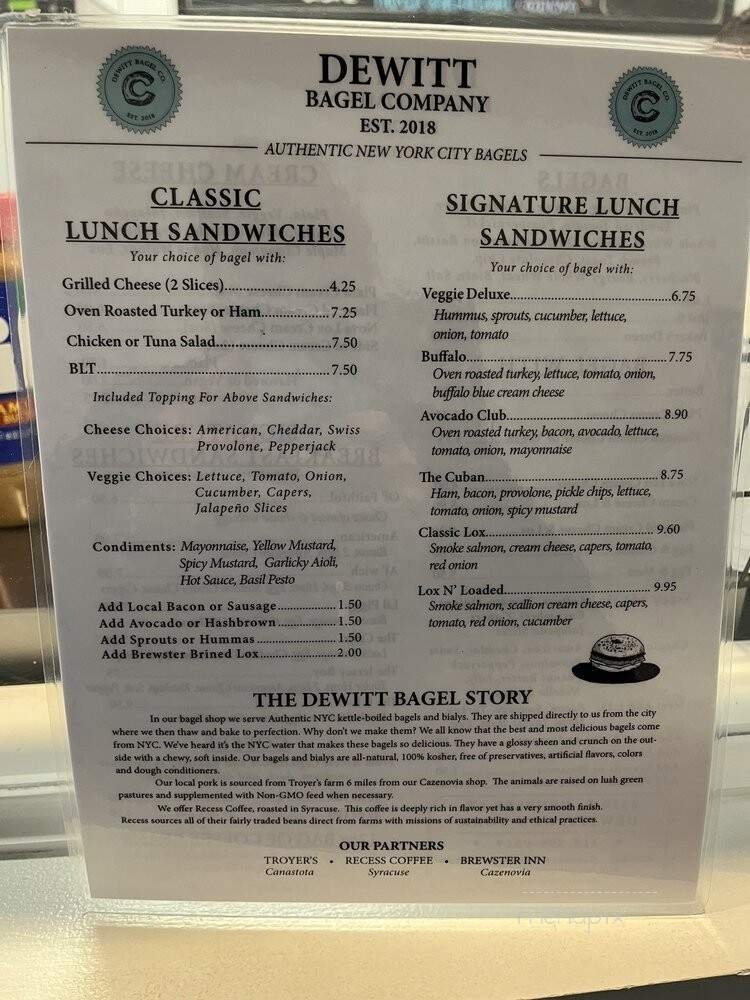 DEWITT BAGEL CO.
C
EST. 2018
DEWITT
BAGEL COMPANY
EST. 2018
DEWITT BAGEL CO.
C
EST. 2018
AUTHENTIC NEW YORK CITY BAGELS
CLASSIC
LUNCH SANDWICHES
Your choice of bagel with:
Grilled Cheese (2 Slices)..............................4.25
Oven Roasted Turkey or Ham.....................7.25
Chicken or Tuna Salad................................7.50
BLT..............................................................7.50
Included Topping For Above Sandwiches:
Cheese Choices: American, Cheddar, Swiss
Provolone, Pepperjack
Veggie Choices: Lettuce, Tomato, Onion,
Cucumber, Capers,
Jalapeño Slices
Condiments: Mayonnaise, Yellow Mustard,
Spicy Mustard, Garlicky Aioli,
Hot Sauce, Basil Pesto
Add Local Bacon or Sausage................1.50
Add Avocado or Hashbrown................1.50
Add Sprouts or Hummas.....................1.50
Add Brewster Brined Lox.....................2.00
SIGNATURE LUNCH
SANDWICHES
Your choice of bagel with:
Veggie Deluxe............................................6.75
Hummus, sprouts, cucumber, lettuce,
onion, tomato
Buffalo.......................................................7.75
Oven roasted turkey, lettuce, tomato, onion,
buffalo blue cream cheese
Avocado Club............................................8.90
Oven roasted turkey, bacon, avocado, lettuce,
tomato, onion, mayonnaise
The Cuban.................................................8.75
Ham, bacon, provolone, pickle chips, lettuce,
tomato, onion, spicy mustard
Classic Lox.................................................9.60
Smoke salmon, cream cheese, capers, tomato,
red onion
Lox N' Loaded...........................................9.95
Smoke salmon, scallion cream cheese, capers,
tomato, red onion, cucumber
THE DEWITT BAGEL STORY
In our bagel shop we serve Authentic NYC kettle-boiled bagels and bialys. They are shipped directly to us from the city
where we then thaw and bake to perfection. Why don't we make them? We all know that the best and most delicious bagels come
from NYC. We've heard it's the NYC water that makes these bagels so delicious. They have a glossy sheen and crunch on the out-
side with a chewy, soft inside. Our bagels and bialys are all-natural, 100% kosher, free of preservatives, artificial flavors, colors
and dough conditioners.
Our local pork is sourced from Troyer's farm 6 miles from our Cazenovia shop. The animals are raised on lush green
pastures and supplemented with Non-GMO feed when necessary.
We offer Recess Coffee, roasted in Syracuse. This coffee is deeply rich in flavor yet has a very smooth finish.
Recess sources all of their fairly traded beans direct from farms with missions of sustainability and ethical practices.
OUR PARTNERS
TROYER'S • RECESS COFFEE • BREWSTER INN
Canastota Syracuse Cazenovia